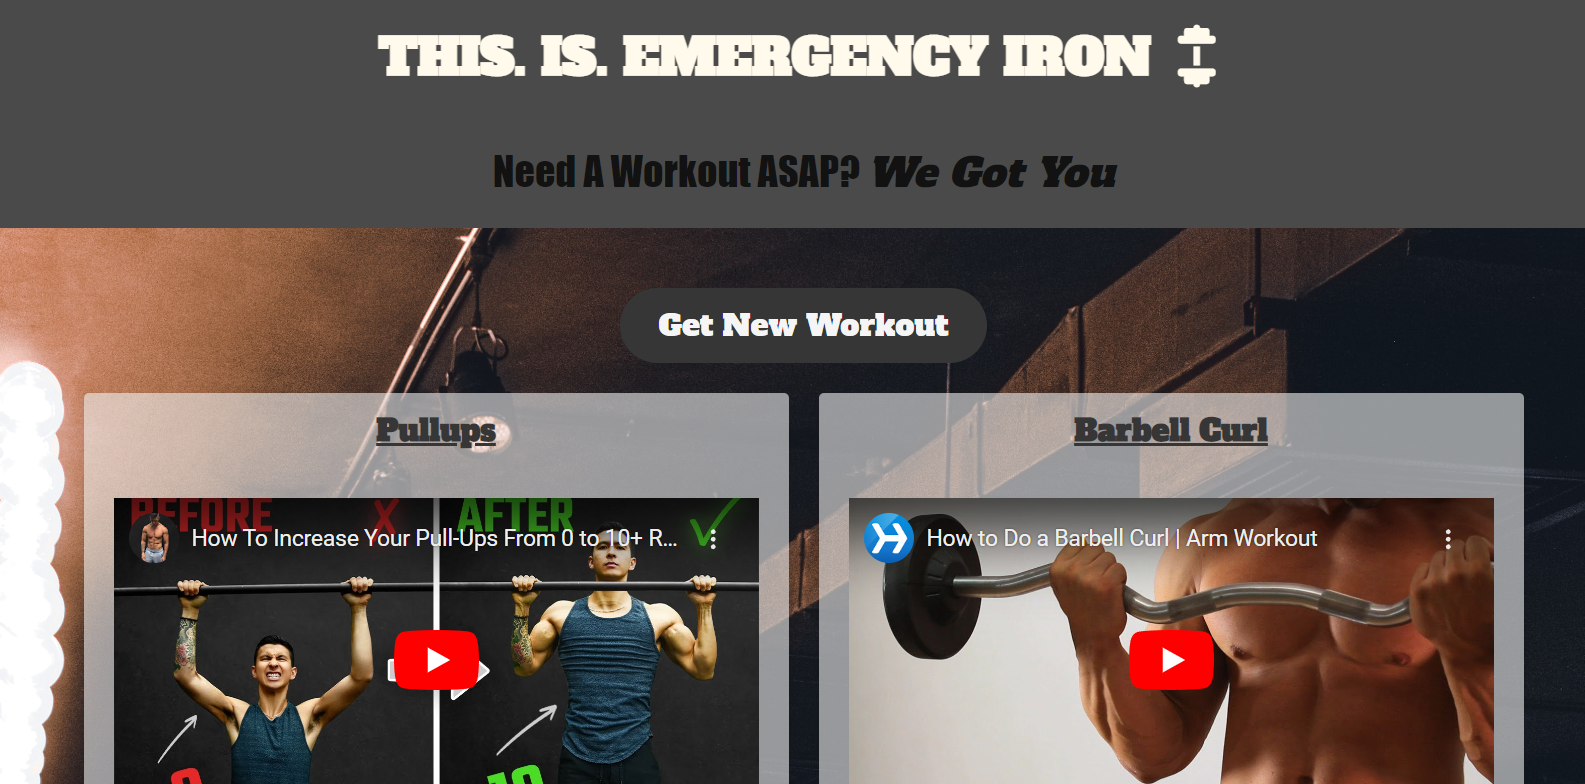 THIS. IS. EMERGENCY IRON
Need A Workout ASAP? We Got You
Get New Workout
Pullups
Barbell Curl
BEFORE X AFTER
How To Increase Your Pull-Ups From 0 to 10+ R...
How to Do a Barbell Curl | Arm Workout